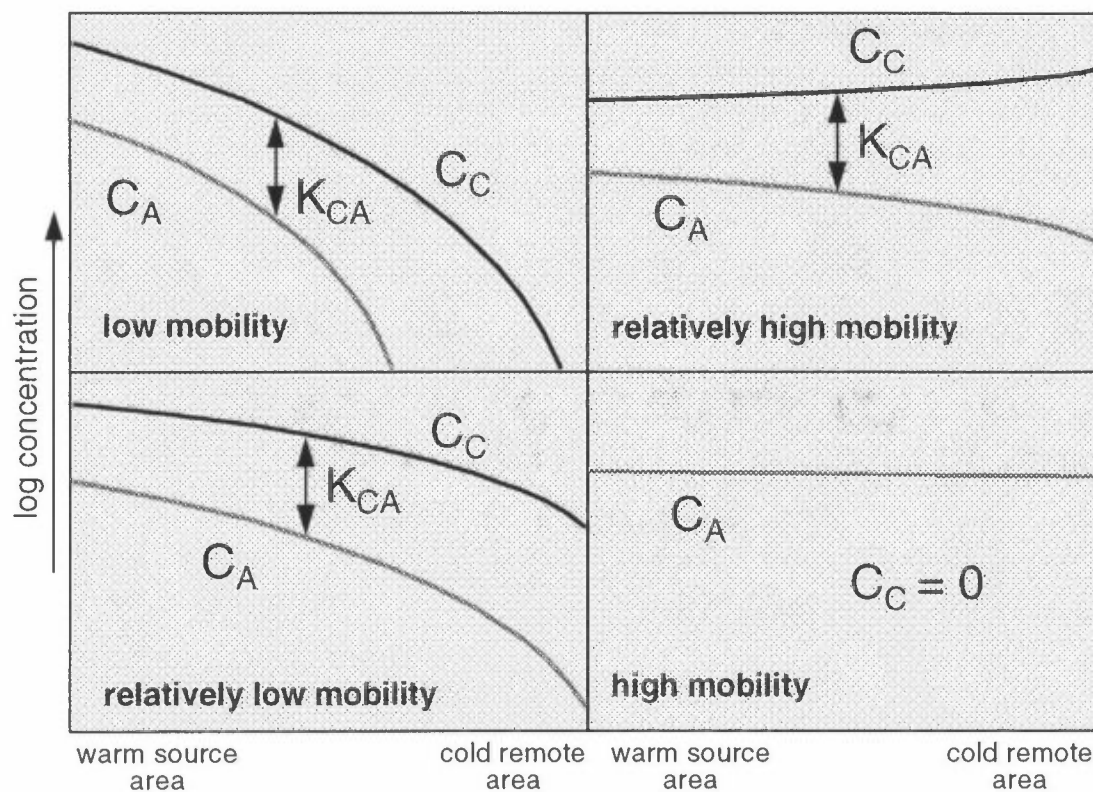 log concentration
C_C
K_CA
C_A
C_C
low mobility
C_C
K_CA
C_A
relatively high mobility
C_C
K_CA
C_A
relatively low mobility
C_A
C_C = 0
high mobility
warm source
area
cold remote
area
warm source
area
cold remote
area